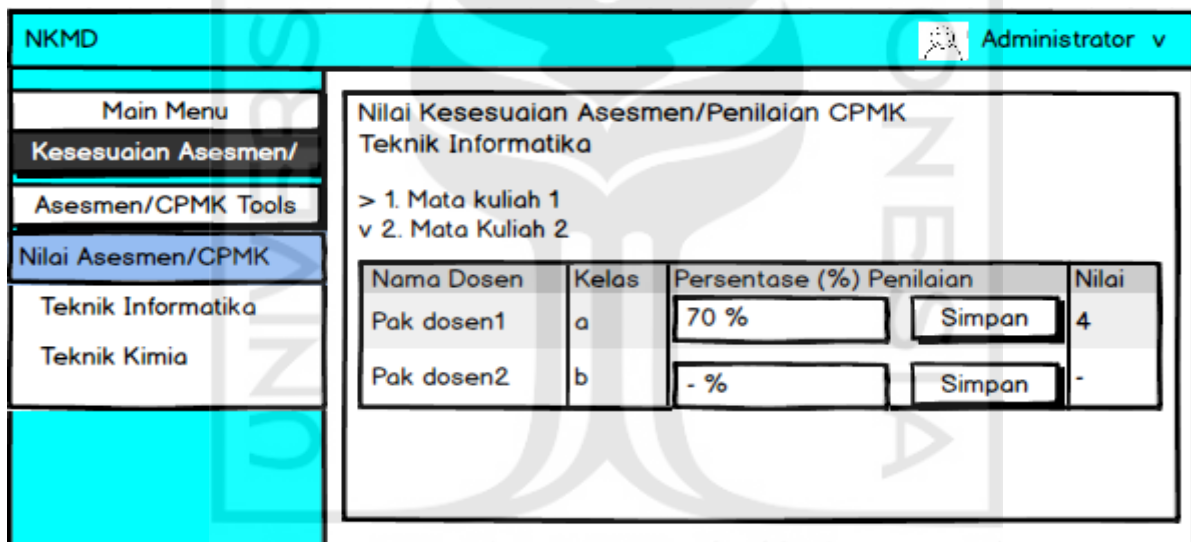 NKMD
Administrator v
Main Menu
Kesesuaian Asesmen/
Asesmen/CPMK Tools
Nilai Asesmen/CPMK
Teknik Informatika
Teknik Kimia
Nilai Kesesuaian Asesmen/Penilaian CPMK
Teknik Informatika
> 1. Mata kuliah 1
v 2. Mata Kuliah 2
Nama Dosen Kelas Persentase (%) Penilaian Nilai
Pak dosen1 a 70 % Simpan 4
Pak dosen2 b - % Simpan -
UNIVERS
ONESIA